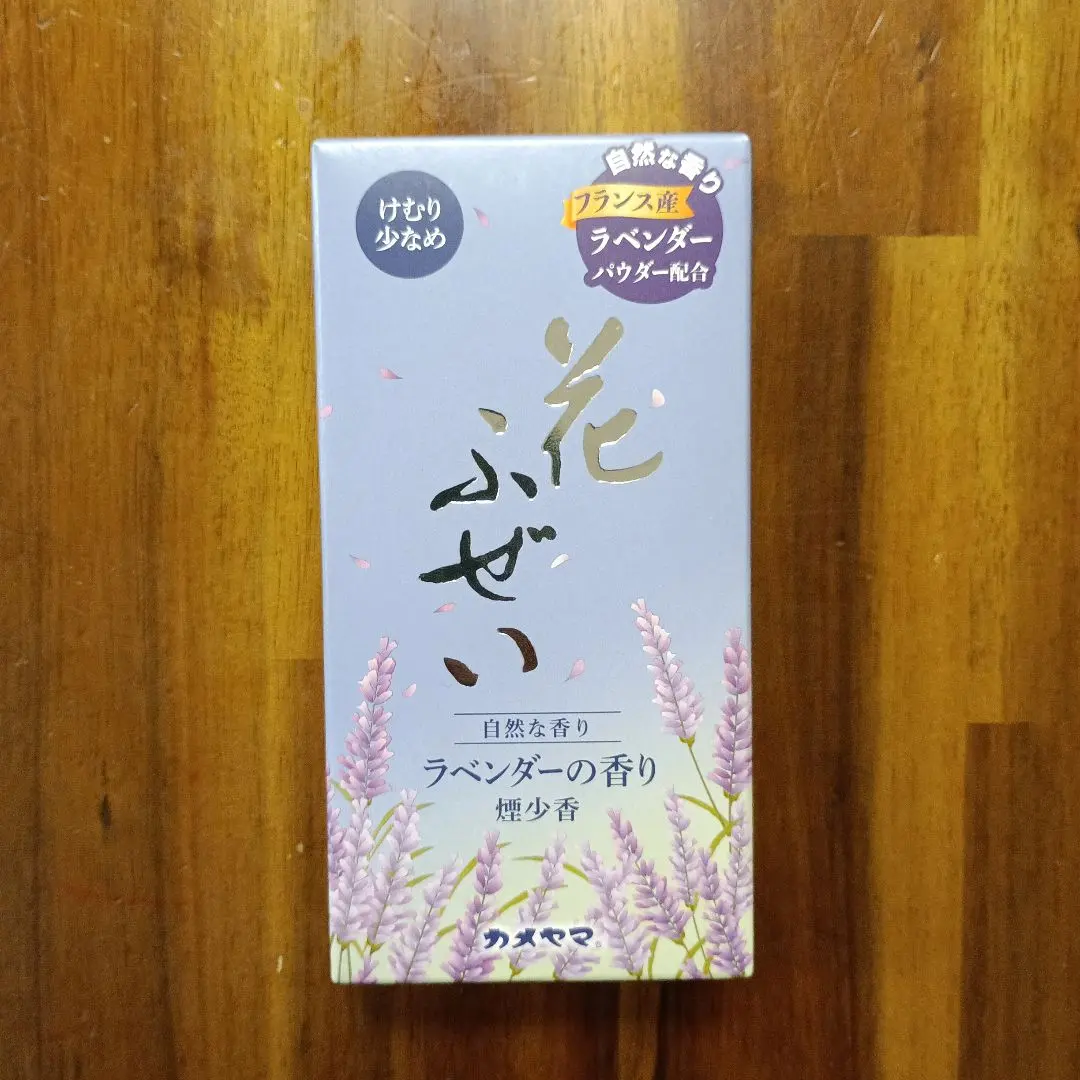 けむり
少なめ
自然な香り
フランス産
ラベンダー
パウダー配合
花
ふぜい
自然な香り
ラベンダーの香り
煙少香
カメヤマ